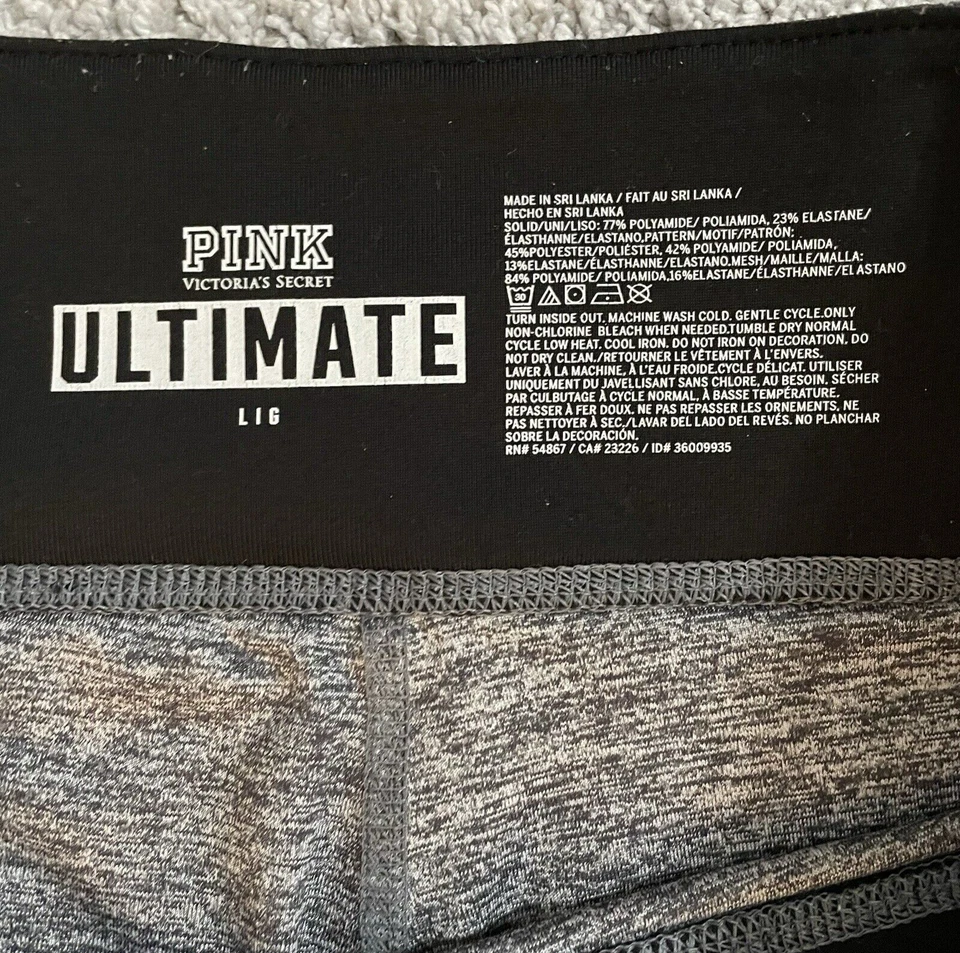 PINK
VICTORIA'S SECRET
ULTIMATE
L | G
MADE IN SRI LANKA / FAIT AU SRI LANKA /
HECHO EN SRI LANKA
SOLID/UNI/LISO: 77% POLYAMIDE/ POLIAMIDA, 23% ELASTANE/
ÉLASTHANNE/ELASTANO,PATTERN/MOTIF/PATRÓN:
45%POLYESTER/POLIÉSTER, 42% POLYAMIDE/ POLIAMIDA,
13%ELASTANE/ÉLASTHANNE/ELASTANO.MESH/MAILLE/MALLA:
84% POLYAMIDE/ POLIAMIDA,16%ELASTANE/ÉLASTHANNE/ELASTANO
30
TURN INSIDE OUT. MACHINE WASH COLD. GENTLE CYCLE.ONLY
NON-CHLORINE BLEACH WHEN NEEDED.TUMBLE DRY NORMAL
CYCLE LOW HEAT. COOL IRON. DO NOT IRON ON DECORATION. DO
NOT DRY CLEAN./RETOURNER LE VÊTEMENT À L'ENVERS.
LAVER À LA MACHINE, À L'EAU FROIDE.CYCLE DÉLICAT. UTILISER
UNIQUEMENT DU JAVELLISANT SANS CHLORE, AU BESOIN. SÉCHER
PAR CULBUTAGE À CYCLE NORMAL, À BASSE TEMPÉRATURE.
REPASSER À FER DOUX. NE PAS REPASSER LES ORNEMENTS. NE
PAS NETTOYER À SEC./LAVAR DEL LADO DEL REVÉS. NO PLANCHAR
SOBRE LA DECORACIÓN.
RN# 54867 / CA# 23226 / ID# 36009935